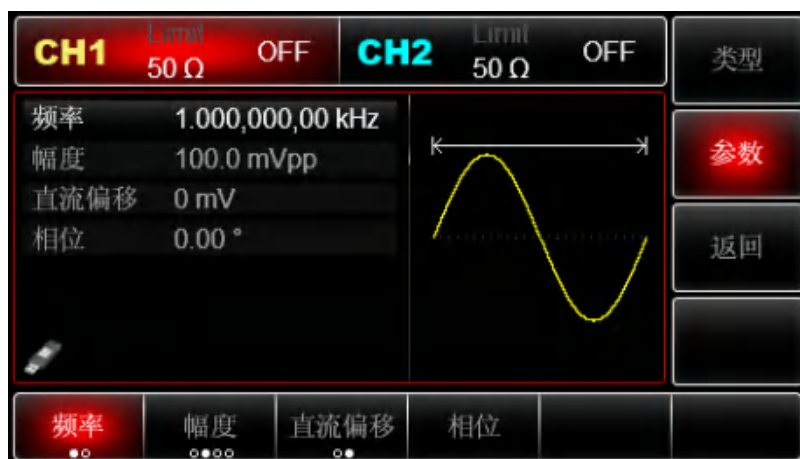 CH1 Limit 50 Ω OFF
CH2 Limit 50 Ω OFF
类型
频率 1.000,000,00 kHz
幅度 100.0 mVpp
直流偏移 0 mV
相位 0.00 °
参数
返回
频率 幅度 直流偏移 相位